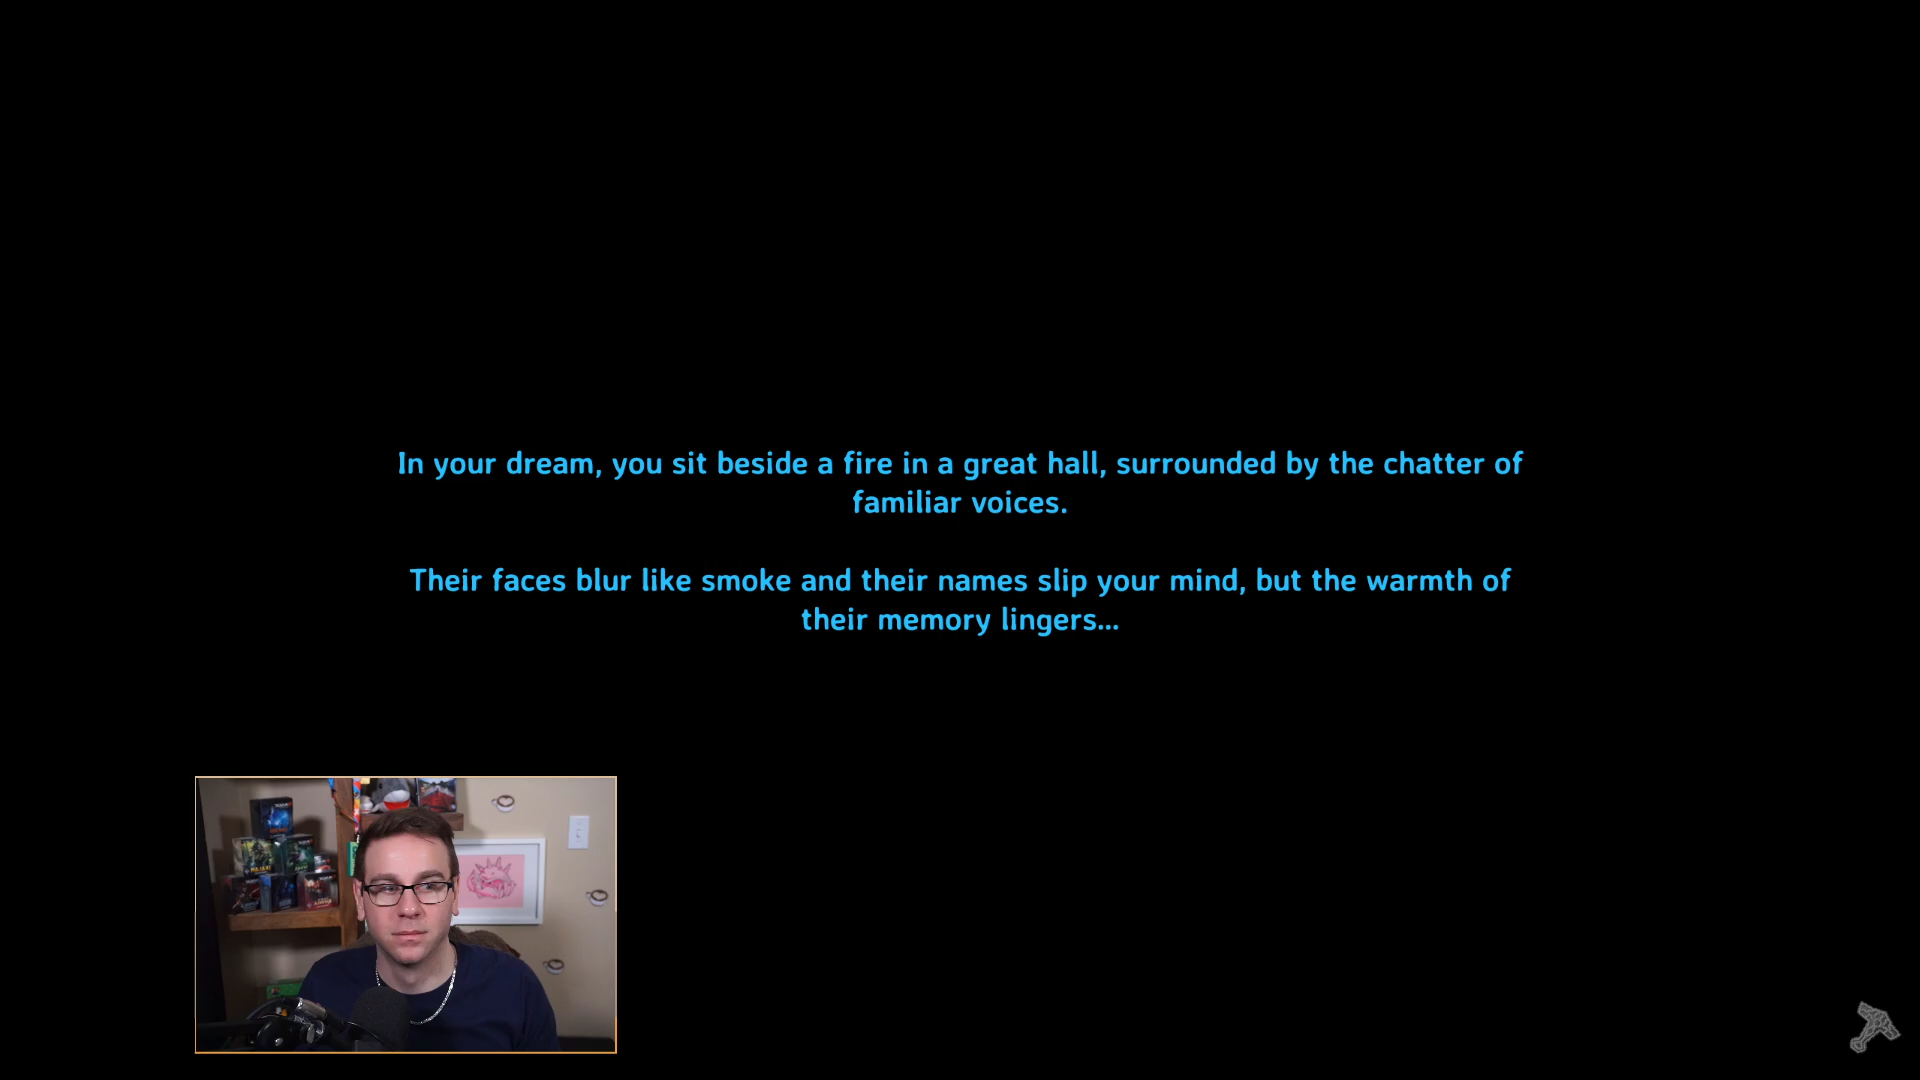 In your dream, you sit beside a fire in a great hall, surrounded by the chatter of
familiar voices.
Their faces blur like smoke and their names slip your mind, but the warmth of
their memory lingers...